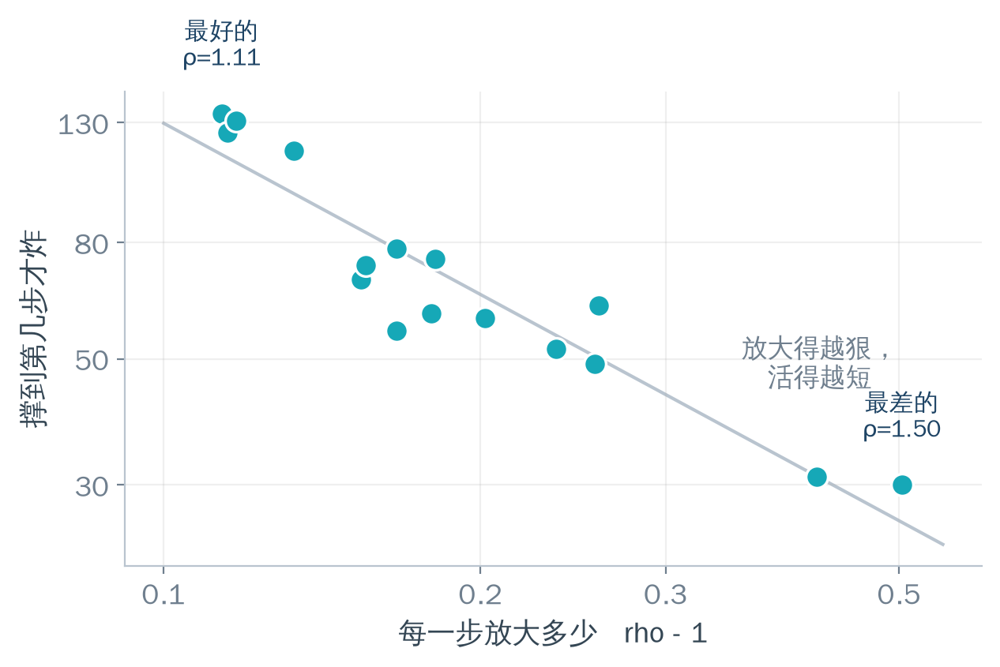 最好的
ρ=1.11
130
80
50
30
撑到第几步才炸
放大得越狠，
活得越短
最差的
ρ=1.50
0.1
0.2
0.3
0.5
每一步放大多少 rho - 1